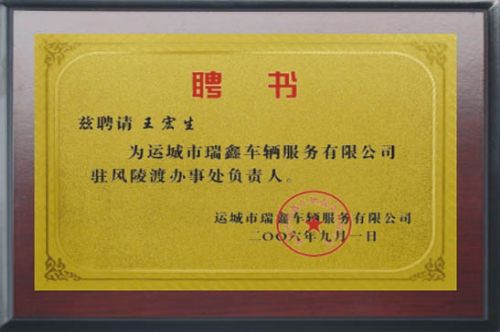 聘书
兹聘请 王宏生
为运城市瑞鑫车辆服务有限公司
驻风陵渡办事处负责人。
运城市瑞鑫车辆服务有限公司
二〇〇六年九月一日